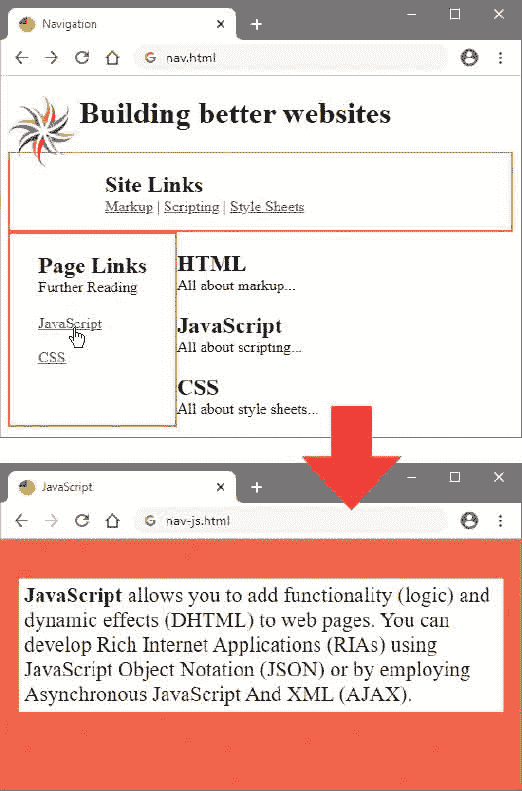 Navigation
nav.html
Building better websites
Site Links
Markup | Scripting | Style Sheets
Page Links
Further Reading
JavaScript
CSS
HTML
All about markup...
JavaScript
All about scripting...
CSS
All about style sheets...
JavaScript
nav-js.html
JavaScript allows you to add functionality (logic) and
dynamic effects (DHTML) to web pages. You can
develop Rich Internet Applications (RIAs) using
JavaScript Object Notation (JSON) or by employing
Asynchronous JavaScript And XML (AJAX).